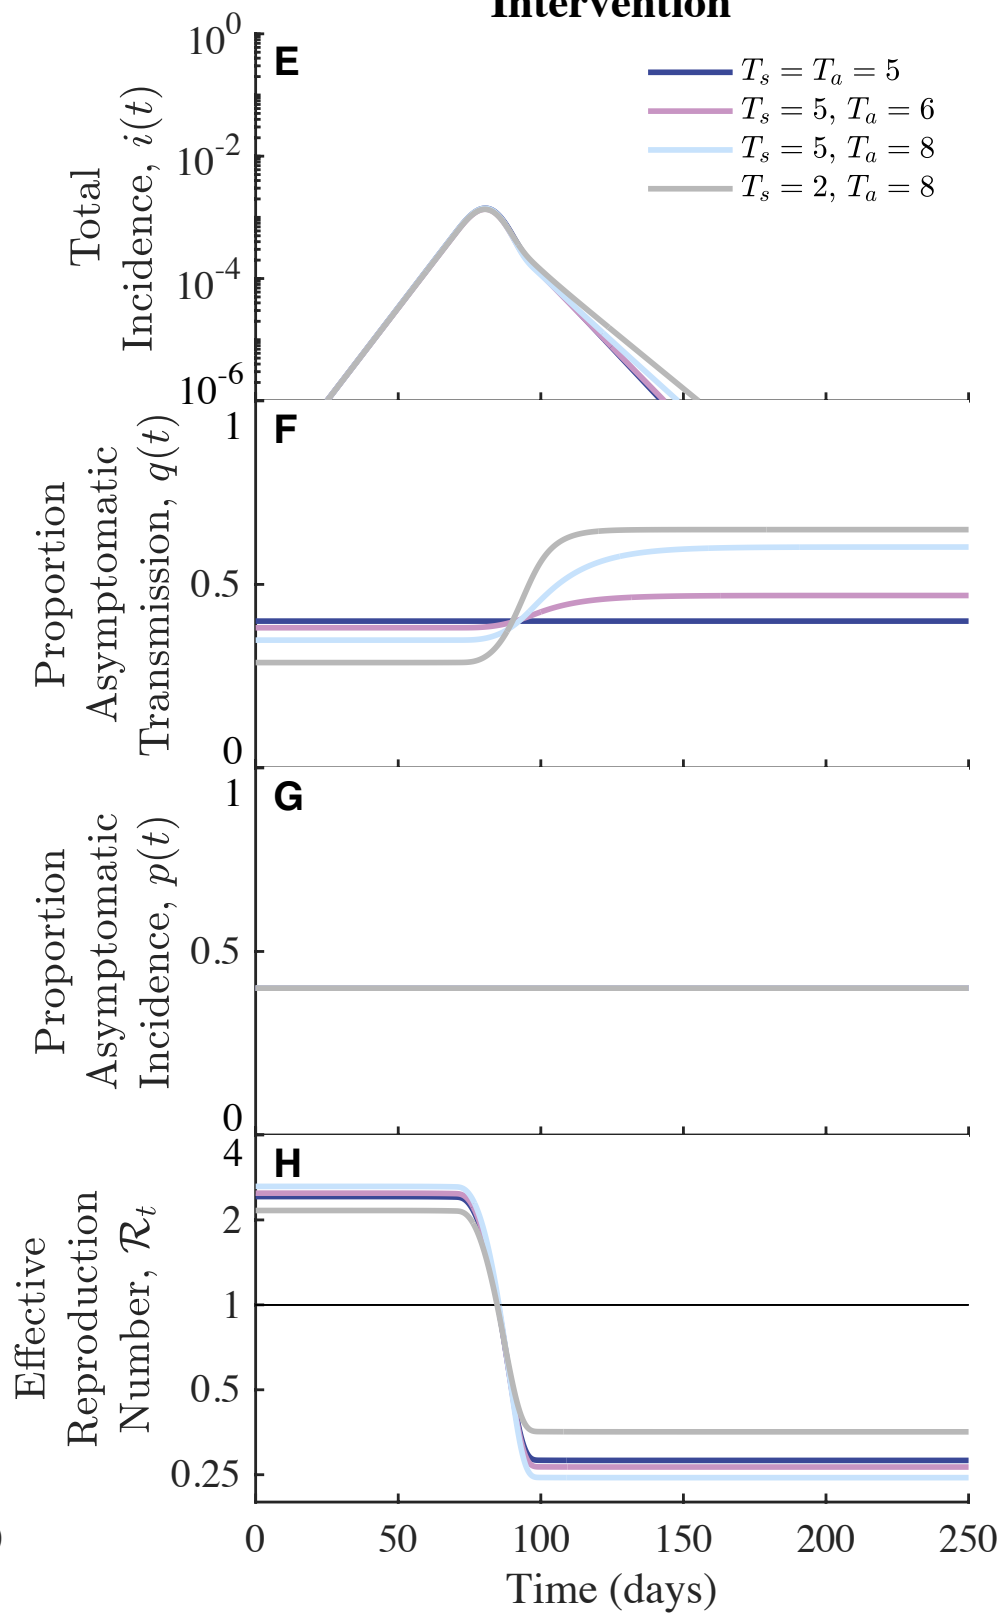 Intervention
E
10^0
10^-2
10^-4
10^-6
Total
Incidence, i(t)
T_s = T_a = 5
T_s = 5, T_a = 6
T_s = 5, T_a = 8
T_s = 2, T_a = 8
F
1
0.5
0
Proportion
Asymptomatic
Transmission, q(t)
G
1
0.5
0
Proportion
Asymptomatic
Incidence, p(t)
H
4
2
1
0.5
0.25
Effective
Reproduction
Number, ℛ_t
0 50 100 150 200 250
Time (days)